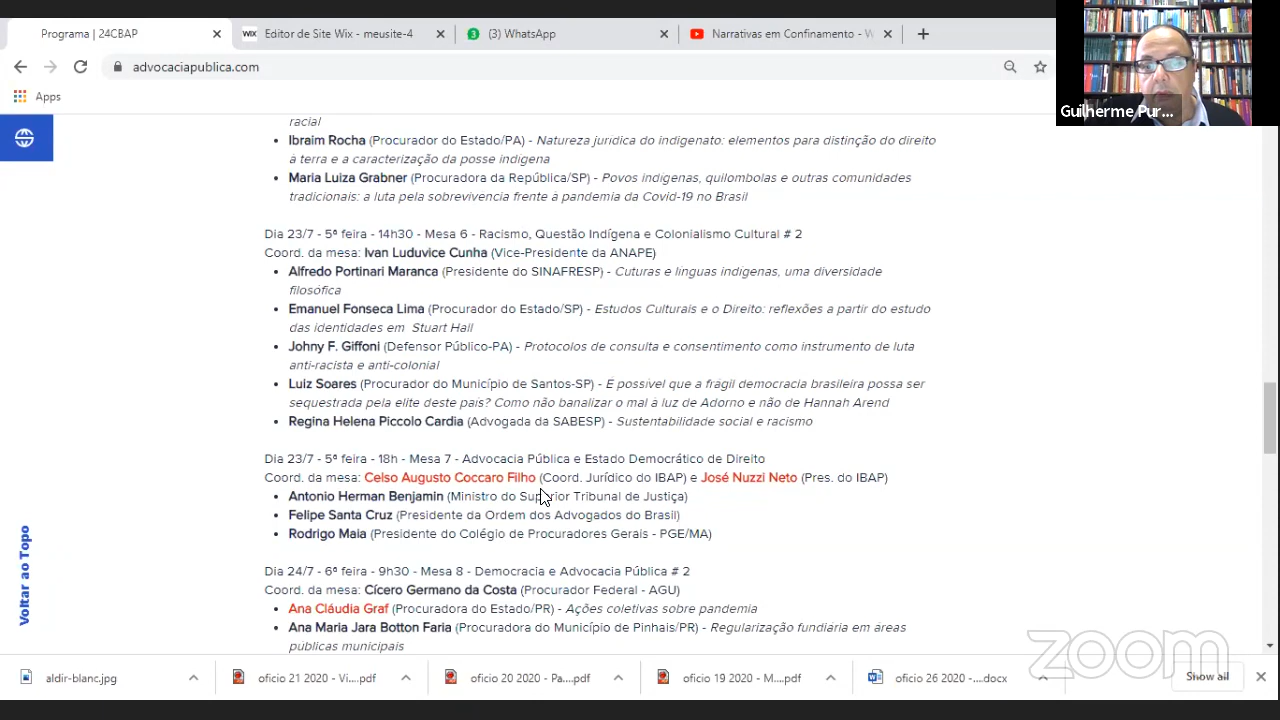 Programa | 24CBAP
WIX Editor de Site Wix - meusite-4
3 (3) WhatsApp
Narrativas em Confinamento - W
advocaciapublica.com
Apps
Guilherme Pur...
racial
Ibraim Rocha (Procurador do Estado/PA) - Natureza jurídica do indigenato: elementos para distinção do direito
à terra e a caracterização da posse indígena
Maria Luiza Grabner (Procuradora da República/SP) - Povos indígenas, quilombolas e outras comunidades
tradicionais: a luta pela sobrevivência frente à pandemia da Covid-19 no Brasil
Dia 23/7 - 5ª feira - 14h30 - Mesa 6 - Racismo, Questão Indígena e Colonialismo Cultural # 2
Coord. da mesa: Ivan Luduvice Cunha (Vice-Presidente da ANAPE)
Alfredo Portinari Maranca (Presidente do SINAFRESP) - Cuturas e línguas indígenas, uma diversidade
filosófica
Emanuel Fonseca Lima (Procurador do Estado/SP) - Estudos Culturais e o Direito: reflexões a partir do estudo
das identidades em Stuart Hall
Johny F. Giffoni (Defensor Público-PA) - Protocolos de consulta e consentimento como instrumento de luta
anti-racista e anti-colonial
Luiz Soares (Procurador do Município de Santos-SP) - É possível que a frágil democracia brasileira possa ser
sequestrada pela elite deste país? Como não banalizar o mal à luz de Adorno e não de Hannah Arend
Regina Helena Piccolo Cardia (Advogada da SABESP) - Sustentabilidade social e racismo
Dia 23/7 - 5ª feira - 18h - Mesa 7 - Advocacia Pública e Estado Democrático de Direito
Coord. da mesa: Celso Augusto Coccaro Filho (Coord. Jurídico do IBAP) e José Nuzzi Neto (Pres. do IBAP)
Antonio Herman Benjamin (Ministro do Superior Tribunal de Justiça)
Felipe Santa Cruz (Presidente da Ordem dos Advogados do Brasil)
Rodrigo Maia (Presidente do Colégio de Procuradores Gerais - PGE/MA)
Dia 24/7 - 6ª feira - 9h30 - Mesa 8 - Democracia e Advocacia Pública # 2
Coord. da mesa: Cícero Germano da Costa (Procurador Federal - AGU)
Ana Cláudia Graf (Procuradora do Estado/PR) - Ações coletivas sobre pandemia
Ana Maria Jara Botton Faria (Procuradora do Município de Pinhais/PR) - Regularização fundiária em áreas
públicas municipais
Voltar ao Topo
zoom
aldir-blanc.jpg
oficio 21 2020 - Vi....pdf
oficio 20 2020 - Pa....pdf
oficio 19 2020 - M....pdf
oficio 26 2020 -....docx
Show all